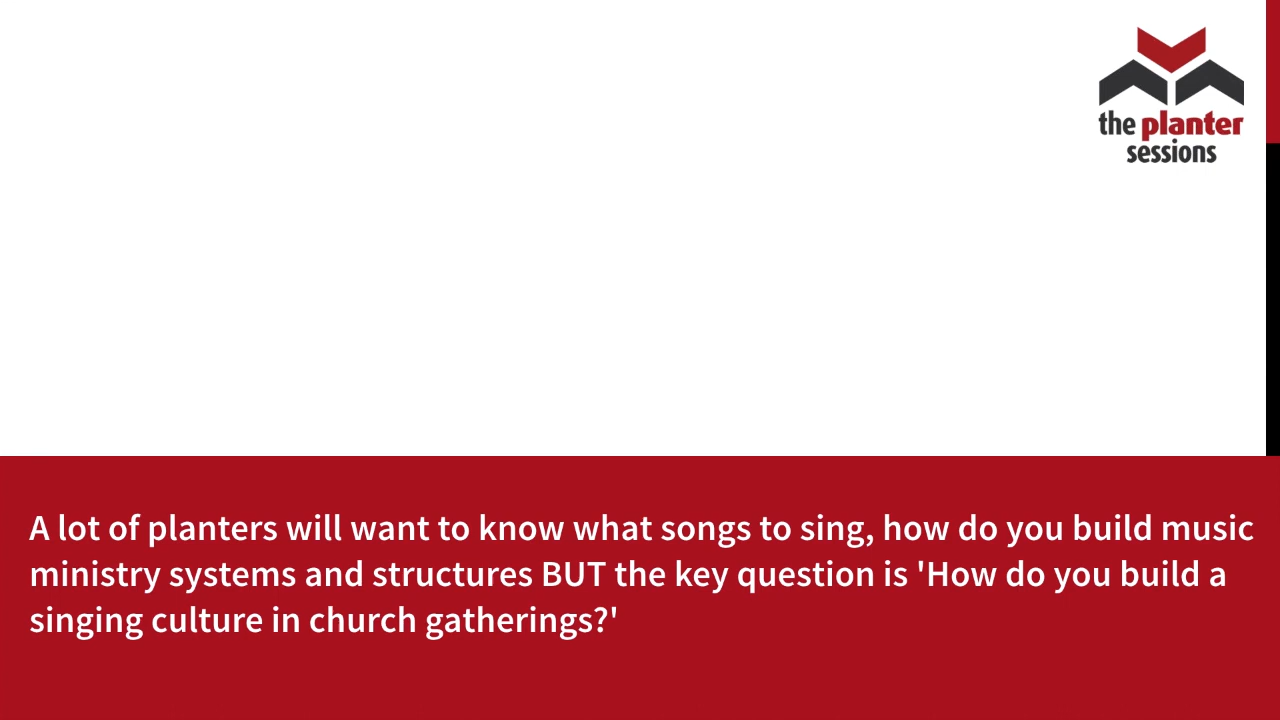 the planter
sessions
A lot of planters will want to know what songs to sing, how do you build music
ministry systems and structures BUT the key question is 'How do you build a
singing culture in church gatherings?'